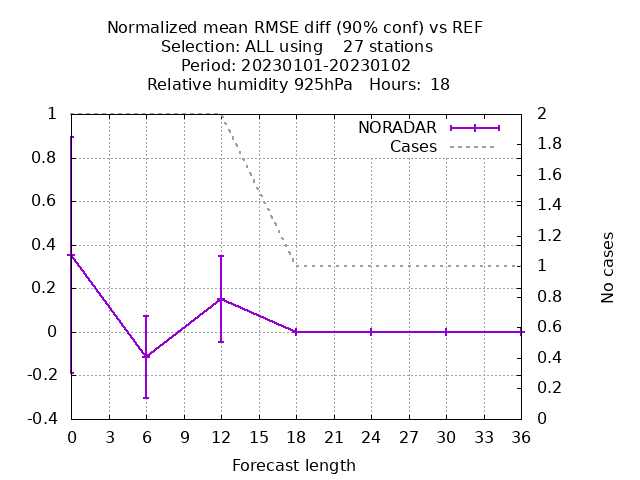 Normalized mean RMSE diff (90% conf) vs REF
Selection: ALL using    27 stations
Period: 20230101-20230102
Relative humidity 925hPa   Hours: 18
NORADAR
Cases
1
0.8
0.6
0.4
0.2
0
-0.2
-0.4
2
1.8
1.6
1.4
1.2
1
0.8
0.6
0.4
0.2
0
No cases
0 3 6 9 12 15 18 21 24 27 30 33 36
Forecast length